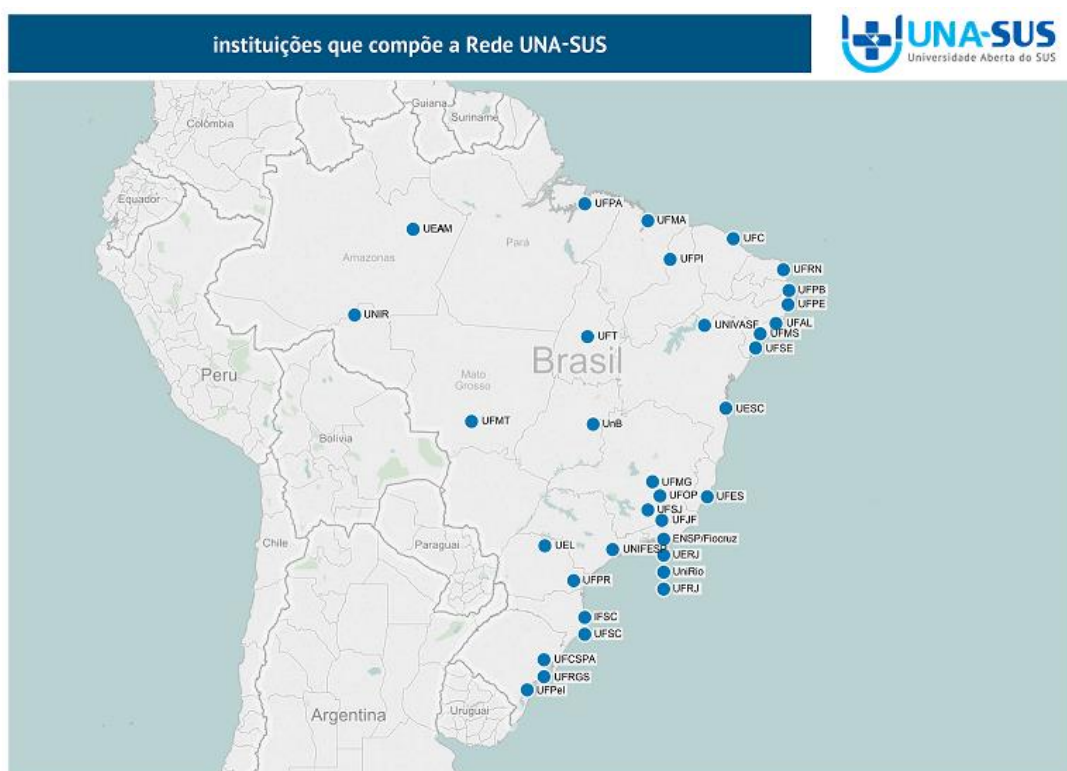 instituições que compõe a Rede UNA-SUS
UNA-SUS
Universidade Aberta do SUS
Guiana
Suriname
Colômbia
Equador
UFPA
UFMA
UEAM
UFC
Pará
Amazonas
UFPI
UFRN
UFPB
UFPE
UNIR
UNIVASF
UFAL
UFMS
UFT
UFSE
Brasil
Peru
Mato
Grosso
UESC
UFMT
UnB
Bolívia
UFMG
UFOP
UFES
UFSJ
UFJF
ENSP/Fiocruz
Chile
Paraguai
UEL
UNIFESP
UERJ
UniRio
UFPR
UFRJ
IFSC
UFSC
UFCSPA
UFRGS
UFPel
Uruguai
Argentina